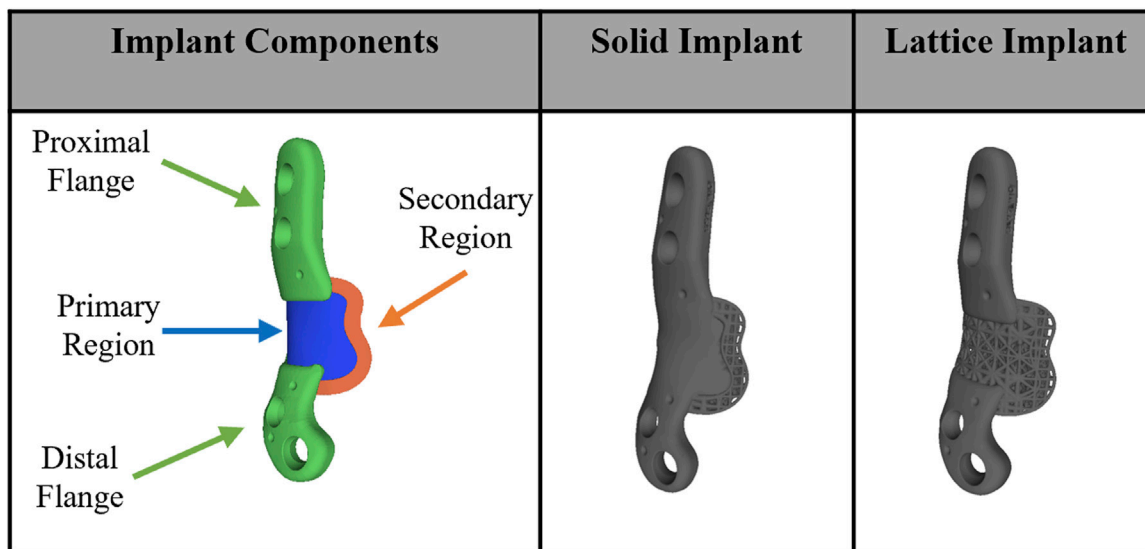 Implant Components
Solid Implant
Lattice Implant
Proximal
Flange
Secondary
Region
Primary
Region
Distal
Flange